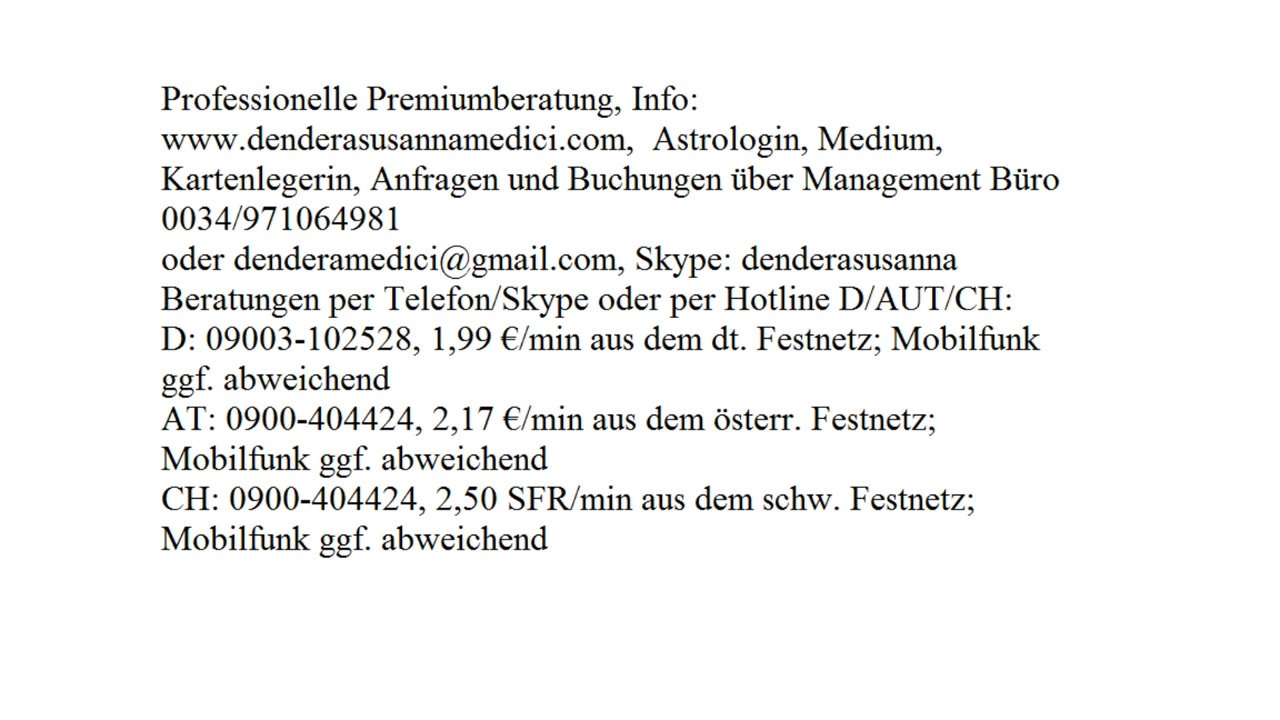 Professionelle Premiumberatung, Info:
www.denderasusannamedici.com,  Astrologin, Medium,
Kartenlegerin, Anfragen und Buchungen über Management Büro
0034/971064981
oder denderamedici@gmail.com, Skype: denderasusanna
Beratungen per Telefon/Skype oder per Hotline D/AUT/CH:
D: 09003-102528, 1,99 €/min aus dem dt. Festnetz; Mobilfunk
ggf. abweichend
AT: 0900-404424, 2,17 €/min aus dem österr. Festnetz;
Mobilfunk ggf. abweichend
CH: 0900-404424, 2,50 SFR/min aus dem schw. Festnetz;
Mobilfunk ggf. abweichend